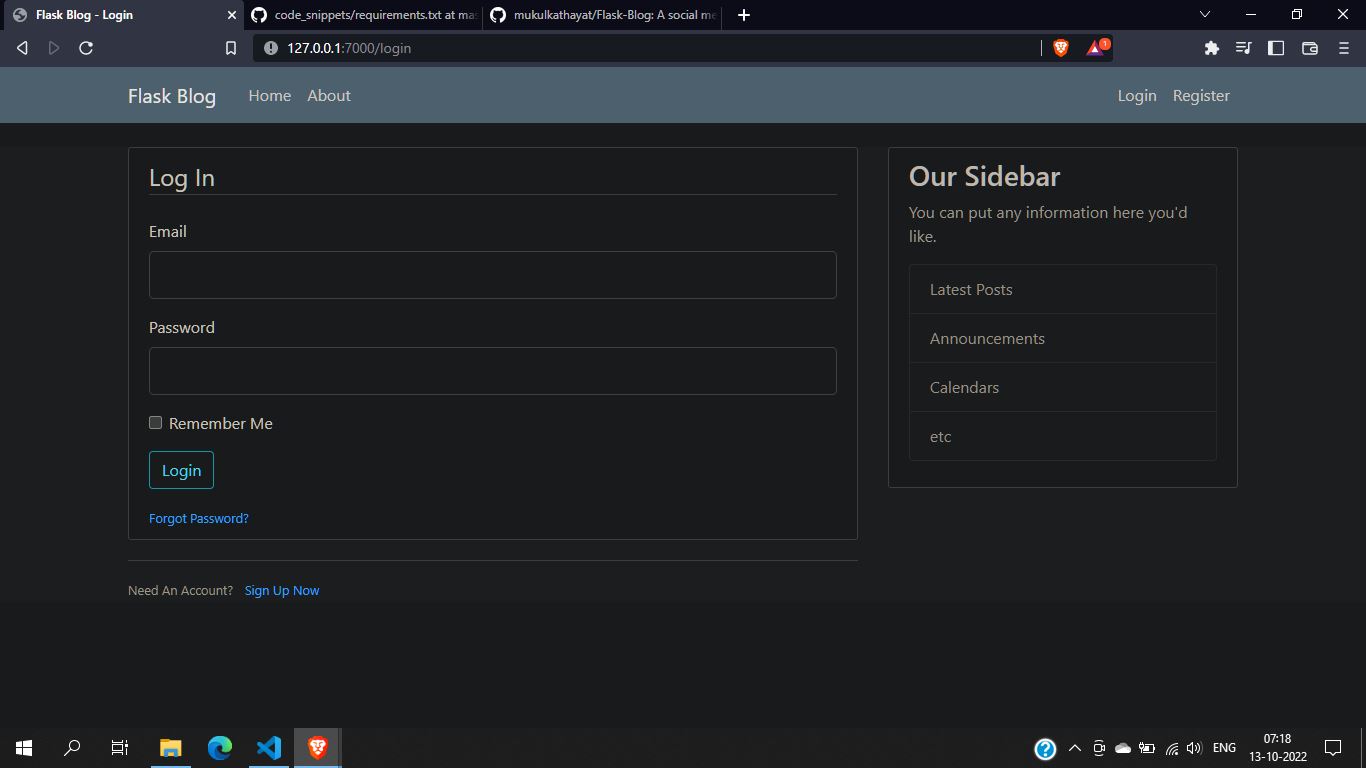 Flask Blog - Login
code_snippets/requirements.txt at mas
mukulkathayat/Flask-Blog: A social me
127.0.0.1:7000/login
1
Flask Blog
Home
About
Login
Register
Log In
Email
Password
Remember Me
Login
Forgot Password?
Need An Account? Sign Up Now
Our Sidebar
You can put any information here you'd
like.
Latest Posts
Announcements
Calendars
etc
ENG
07:18
13-10-2022